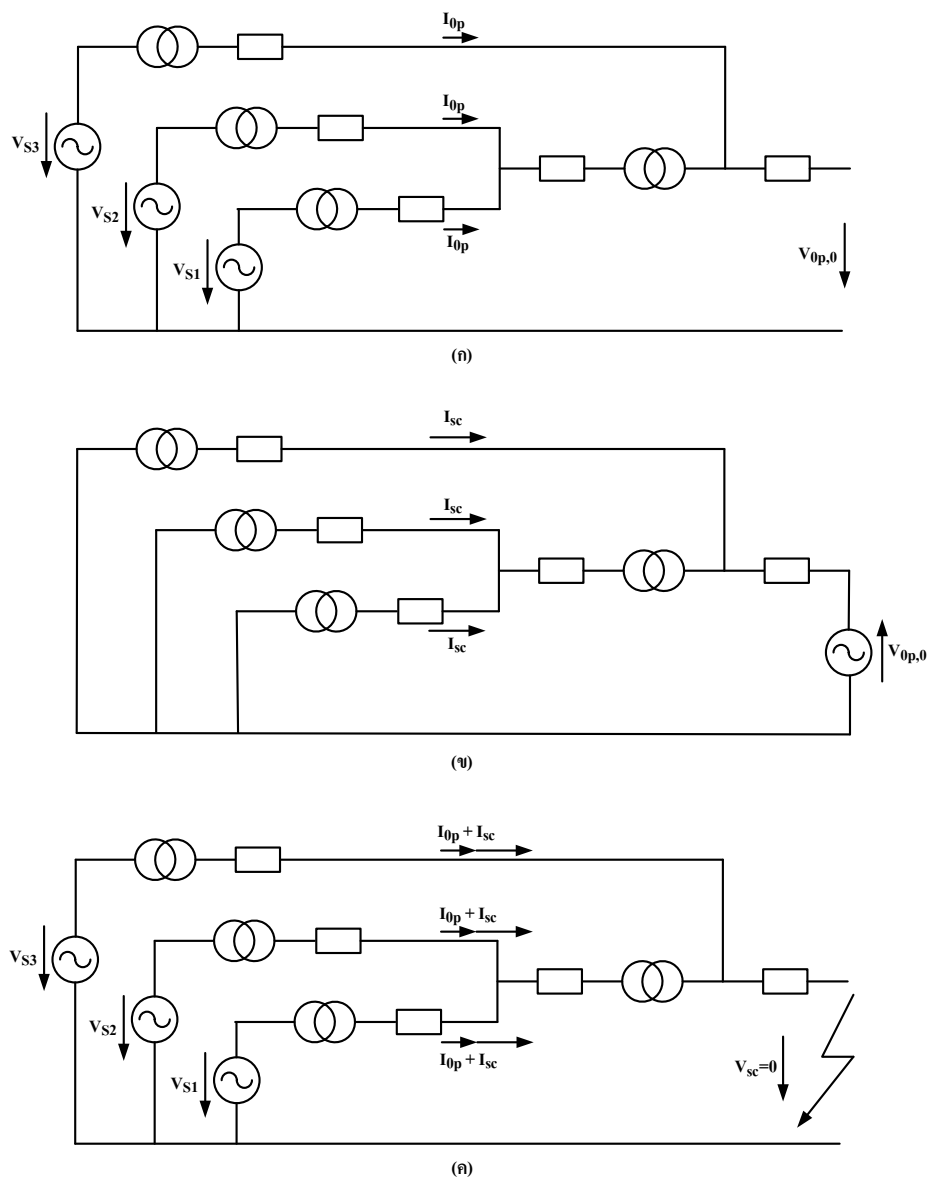 I0p
VS3
I0p
VS2
I0p
VS1
V0p,0
(ก)
Isc
Isc
Isc
V0p,0
(ข)
I0p + Isc
VS3
I0p + Isc
VS2
I0p + Isc
VS1
Vsc=0
(ค)